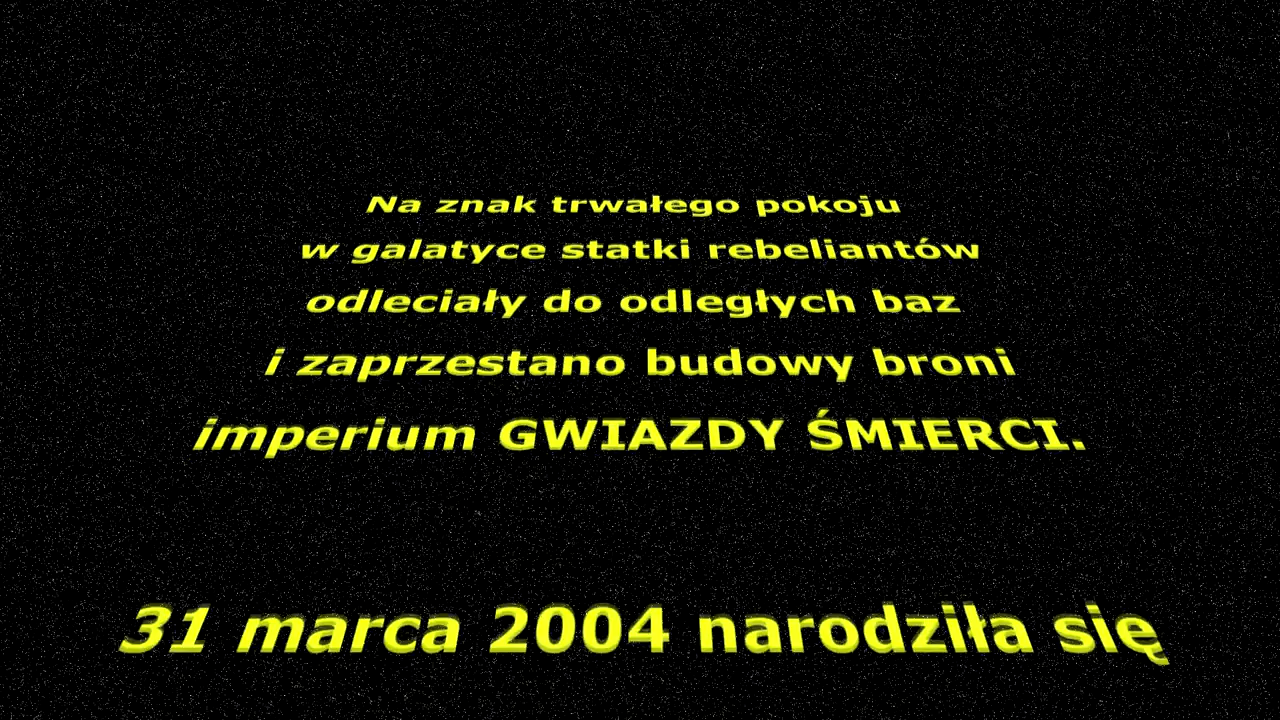 Na znak trwałego pokoju
w galatyce statki rebeliantów
odleciały do odległych baz
i zaprzestano budowy broni
imperium GWIAZDY ŚMIERCI.
31 marca 2004 narodziła się